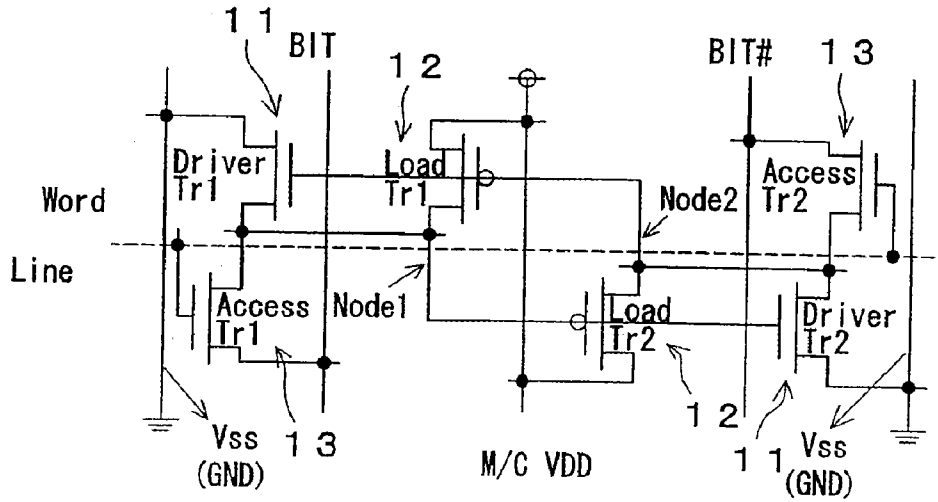 1 1
BIT
1 2
BIT#
1 3
Driver
Tr1
Load
Tr1
Access
Tr2
Word
Node2
Line
Access
Tr1
Node1
Load
Tr2
Driver
Tr2
Vss
(GND)
1 3
M/C VDD
1 2
1 1
Vss
(GND)